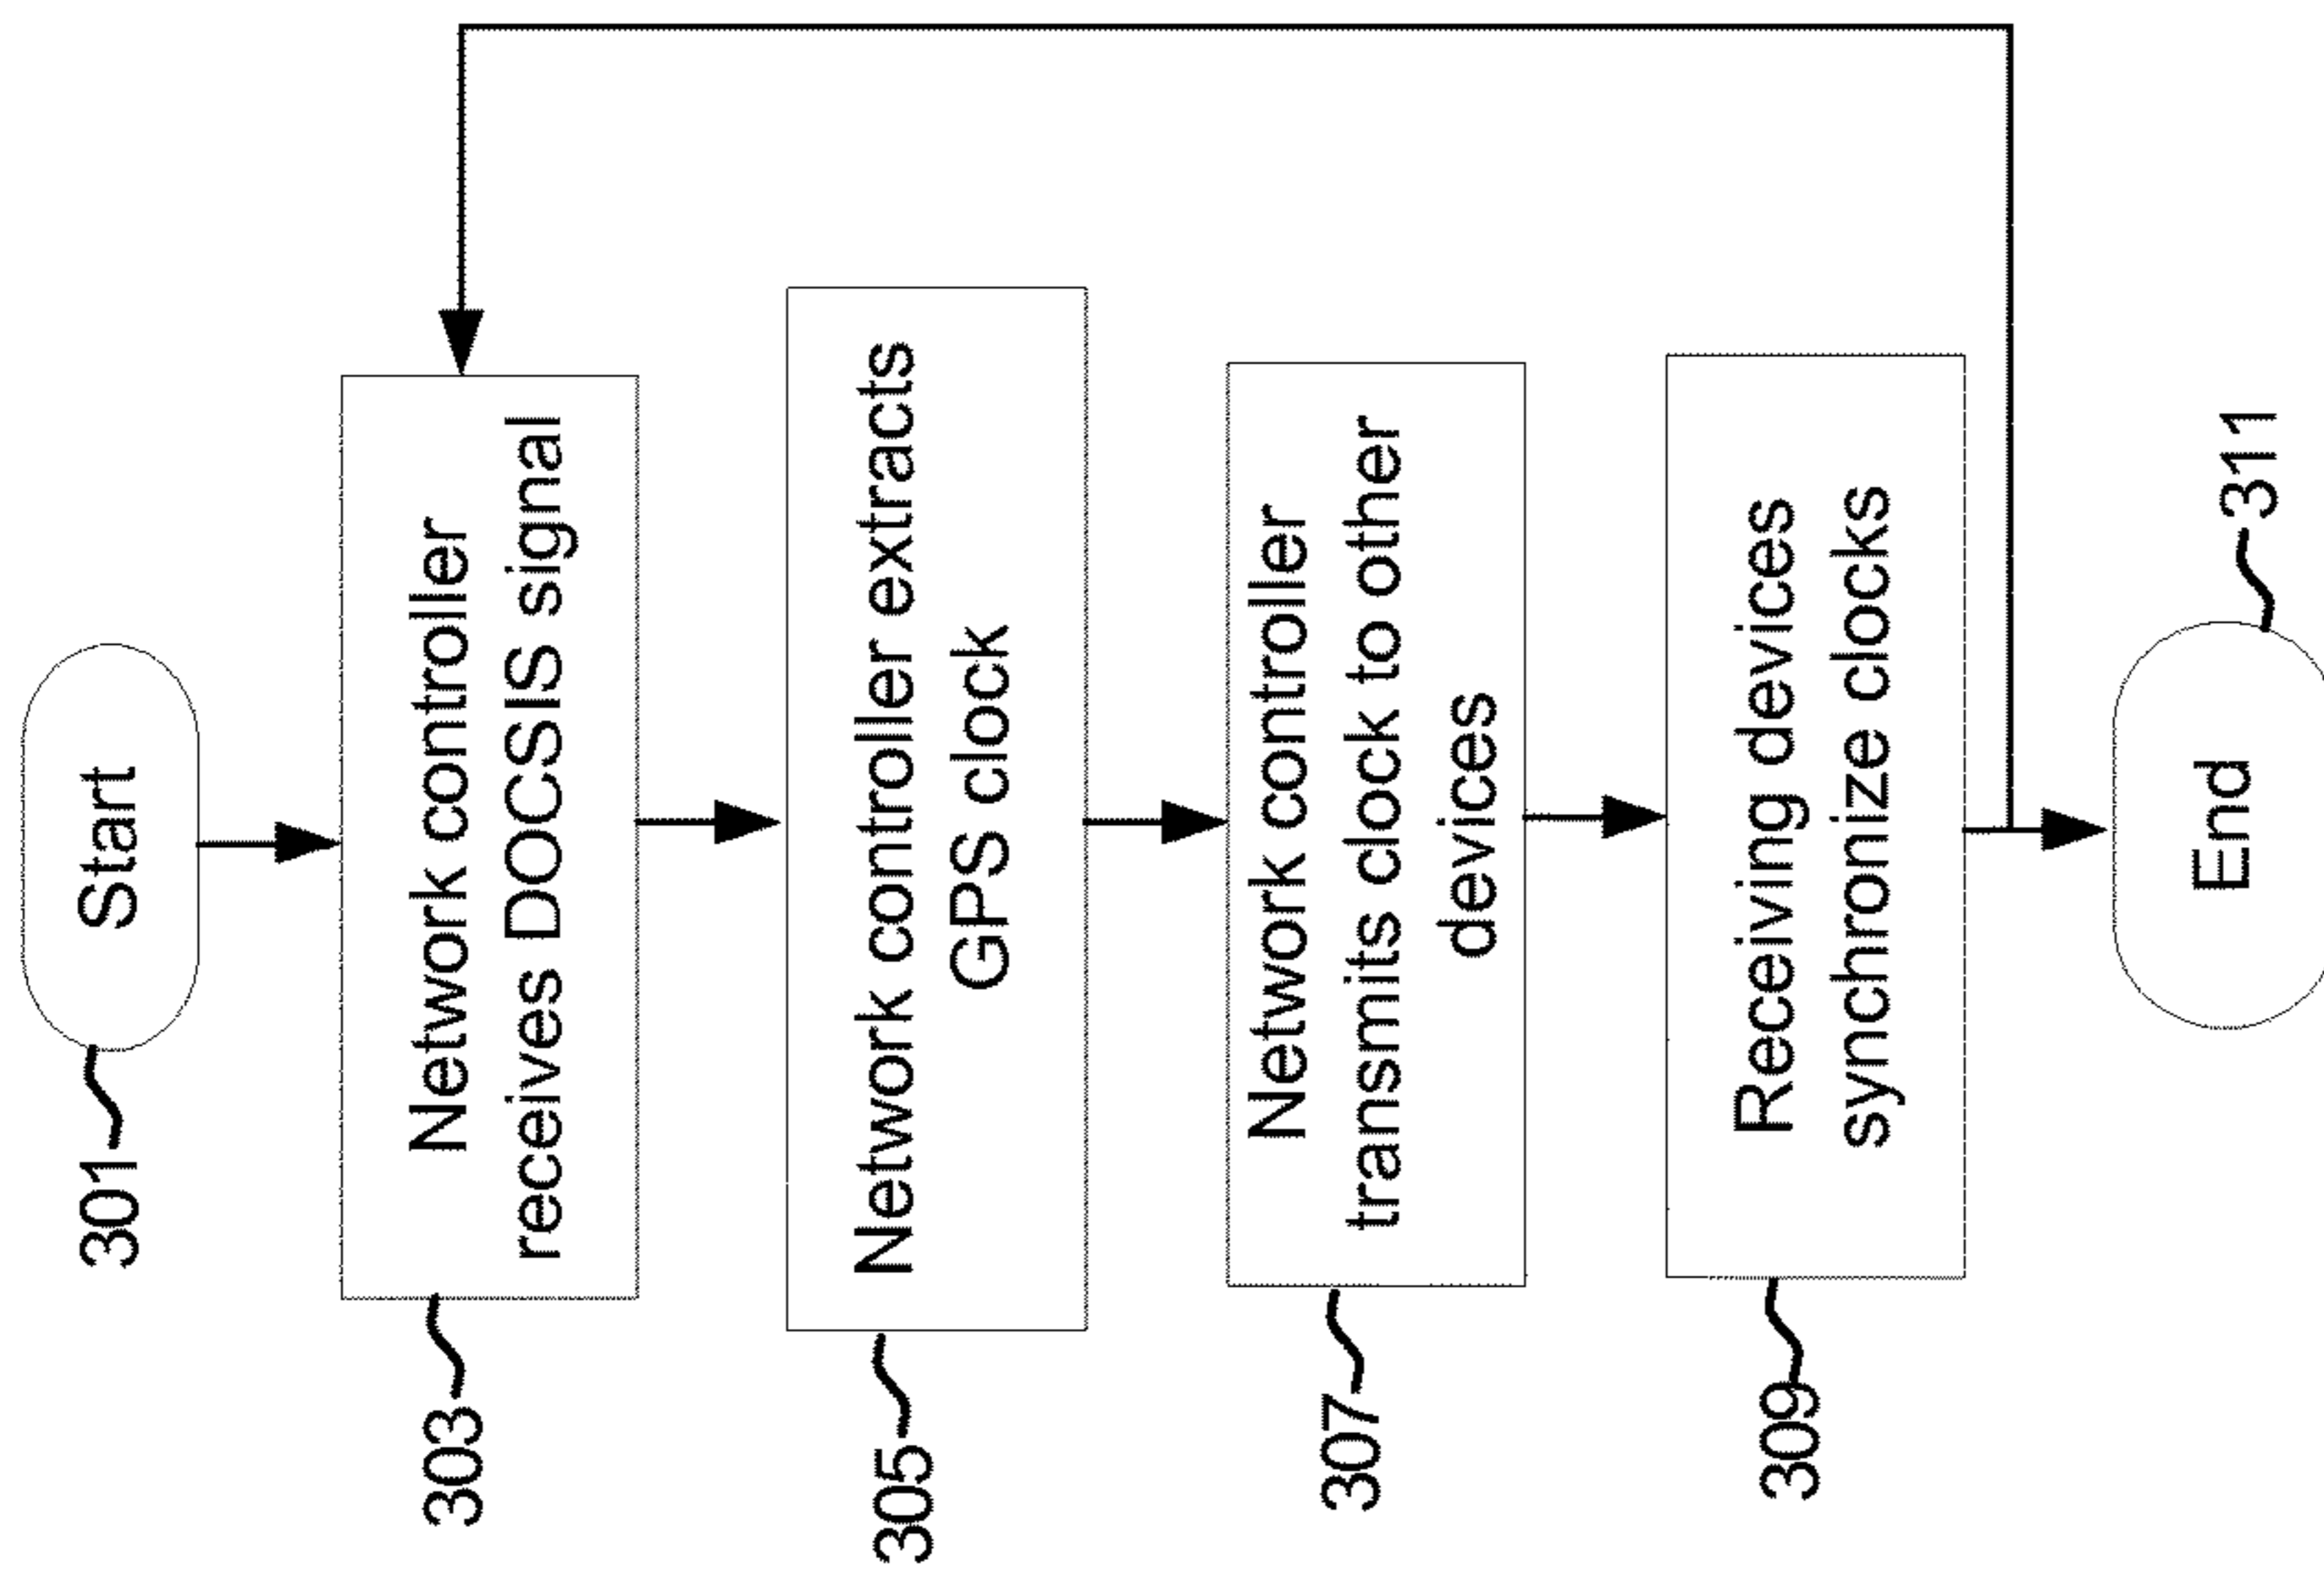 301
Start
303
Network controller
receives DOCSIS signal
305
Network controller extracts
GPS clock
307
Network controller
transmits clock to other
devices
309
Receiving devices
synchronize clocks
End
311